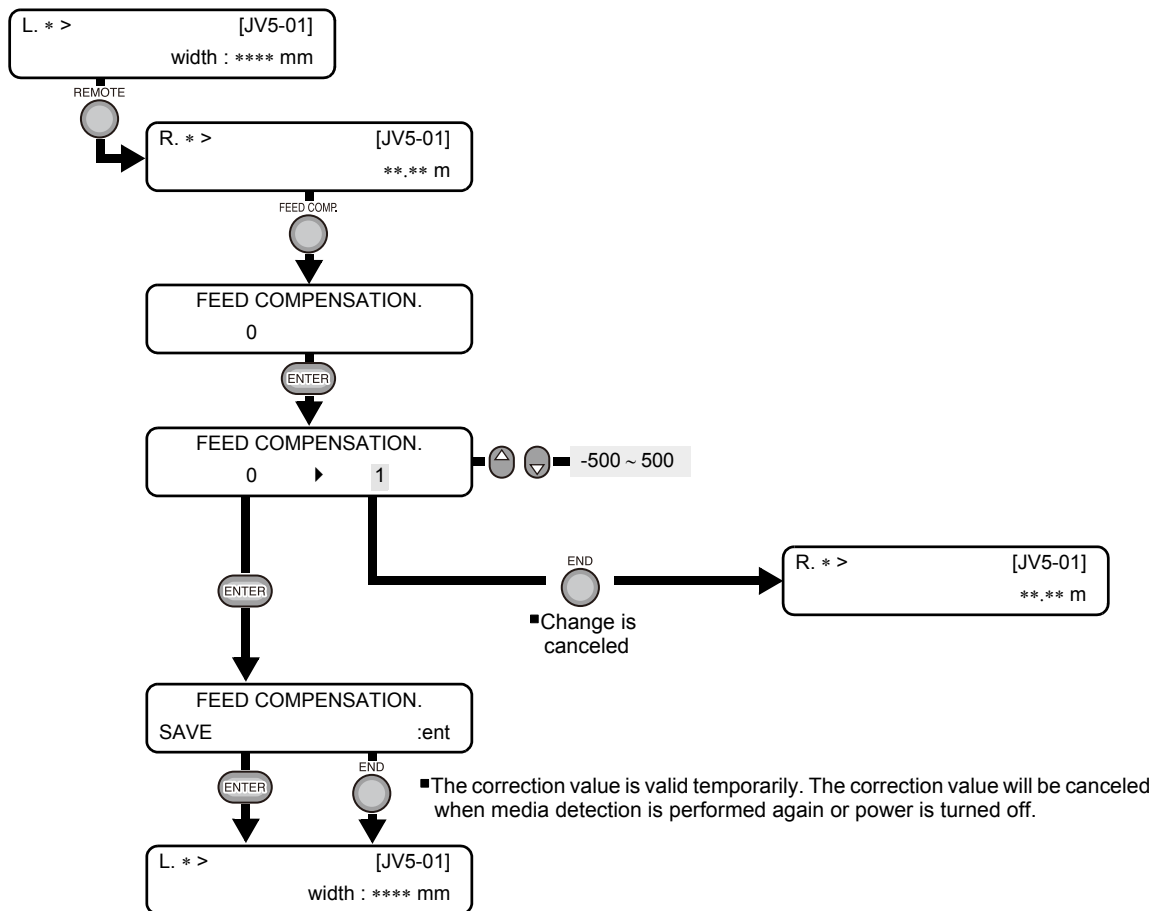 L. ∗ > [JV5-01]
width : ∗∗∗∗ mm
REMOTE
R. ∗ > [JV5-01]
∗∗.∗∗ m
FEED COMP.
FEED COMPENSATION.
0
ENTER
FEED COMPENSATION.
0 1
-500 ~ 500
END
R. ∗ > [JV5-01]
∗∗.∗∗ m
■Change is
canceled
ENTER
FEED COMPENSATION.
SAVE :ent
ENTER
END
■The correction value is valid temporarily. The correction value will be canceled
when media detection is performed again or power is turned off.
L. ∗ > [JV5-01]
width : ∗∗∗∗ mm